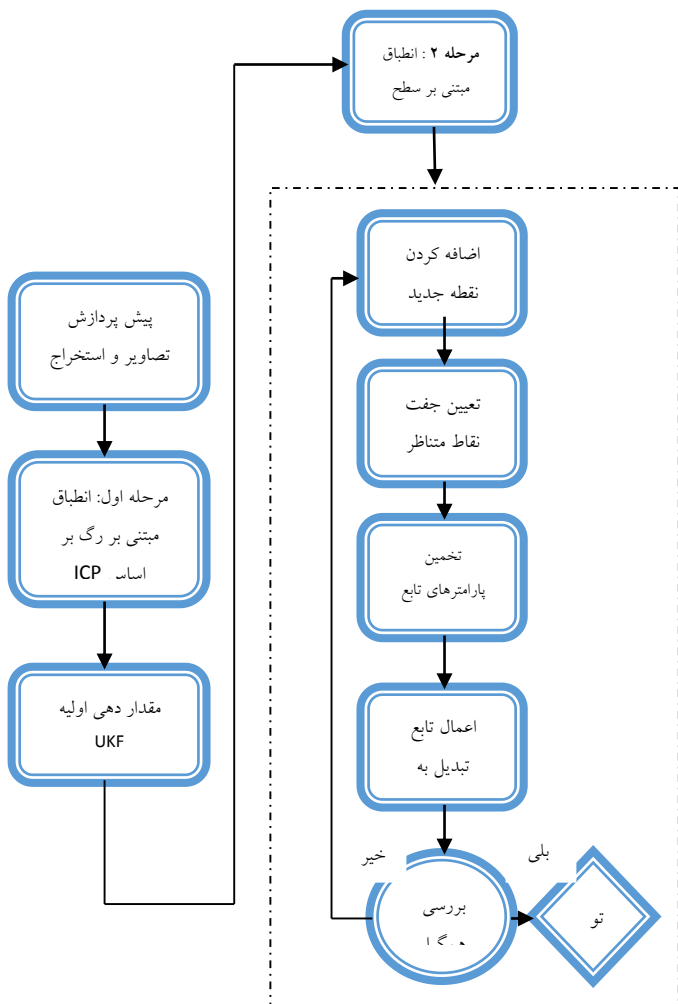 مرحله ۲ : انطباق
مبتنی بر سطح
پیش پردازش
تصاویر و استخراج
مرحله اول: انطباق
مبتنی بر رگ بر
ICP
مقدار دهی اولیه
UKF
اضافه کردن
نقطه جدید
تعیین جفت
نقاط متناظر
تخمین
پارامترهای تابع
اعمال تابع
تبدیل به
خیر
بلی
بررسی
تو